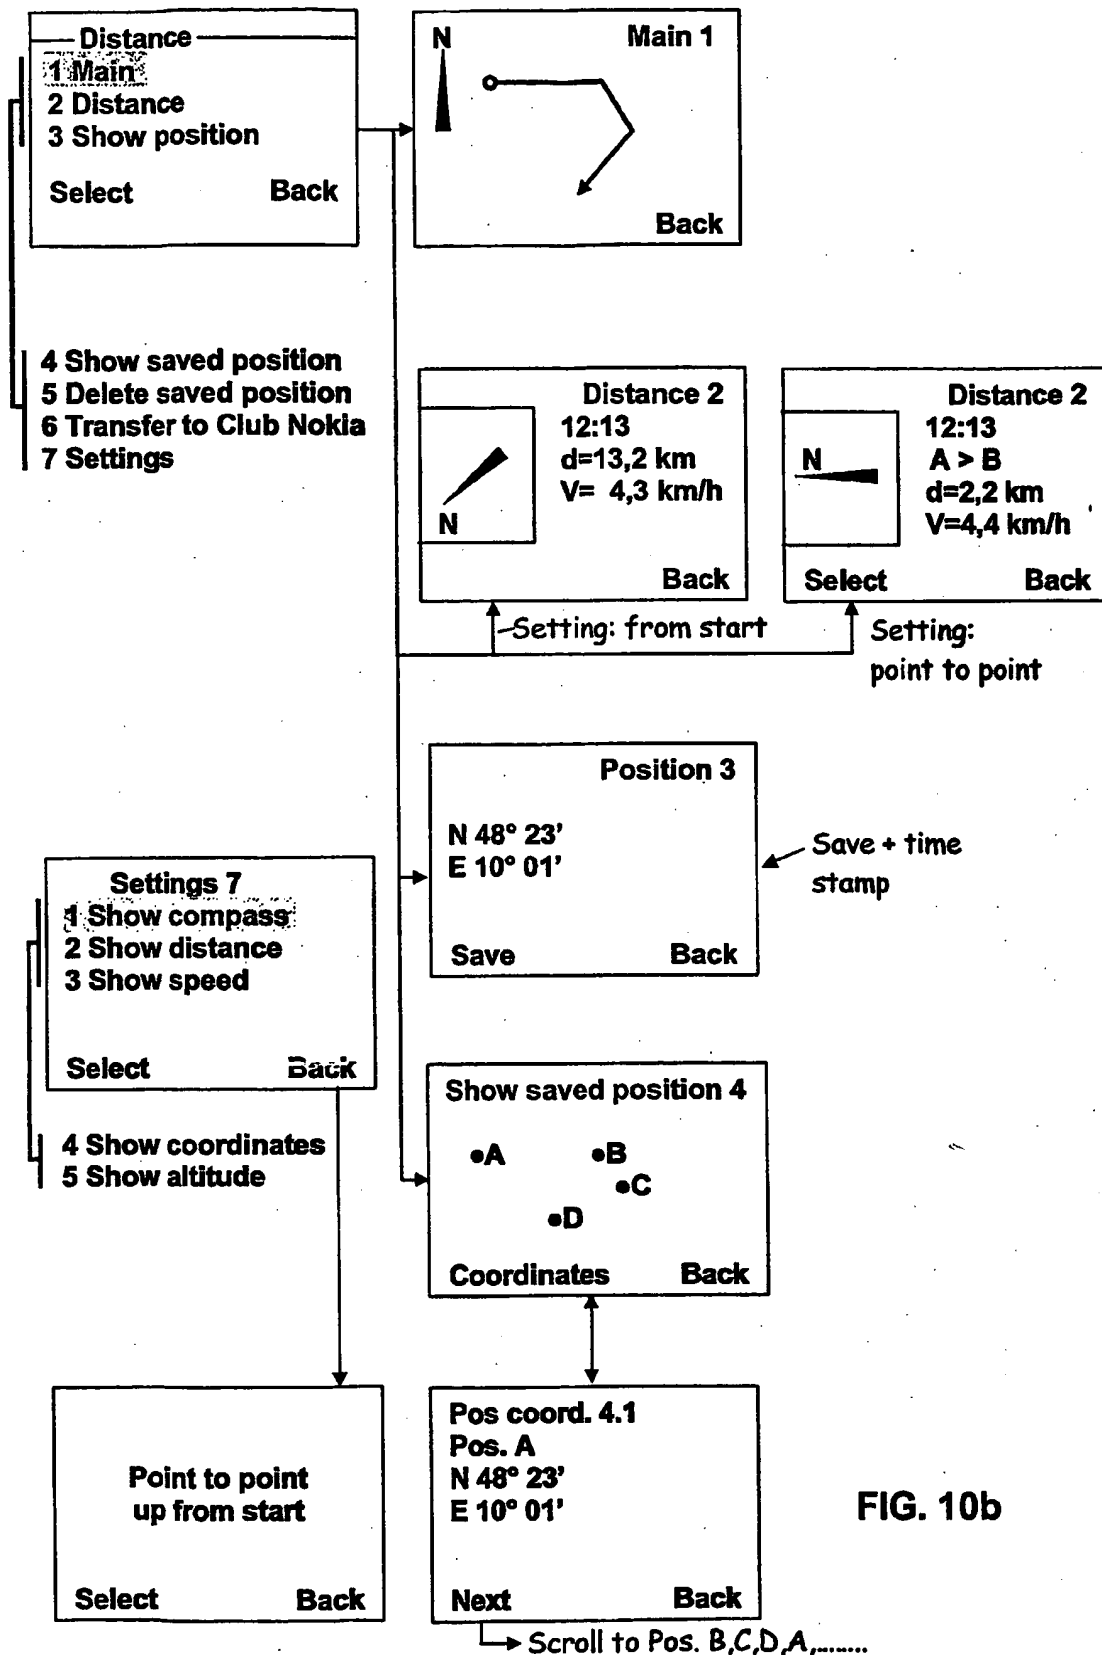 Distance
1 Main
2 Distance
3 Show position
Select Back
4 Show saved position
5 Delete saved position
6 Transfer to Club Nokia
7 Settings
N Main 1
Back
Distance 2
12:13
d=13,2 km
V= 4,3 km/h
N
Back
Setting: from start
Distance 2
12:13
N
A > B
d=2,2 km
V=4,4 km/h
Select Back
Setting:
point to point
Position 3
N 48° 23'
E 10° 01'
Save Back
Save + time
stamp
Settings 7
1 Show compass
2 Show distance
3 Show speed
Select Back
4 Show coordinates
5 Show altitude
Show saved position 4
A B
C
D
Coordinates Back
Point to point
up from start
Select Back
Pos coord. 4.1
Pos. A
N 48° 23'
E 10° 01'
Next Back
Scroll to Pos. B,C,D,A,........
FIG. 10b